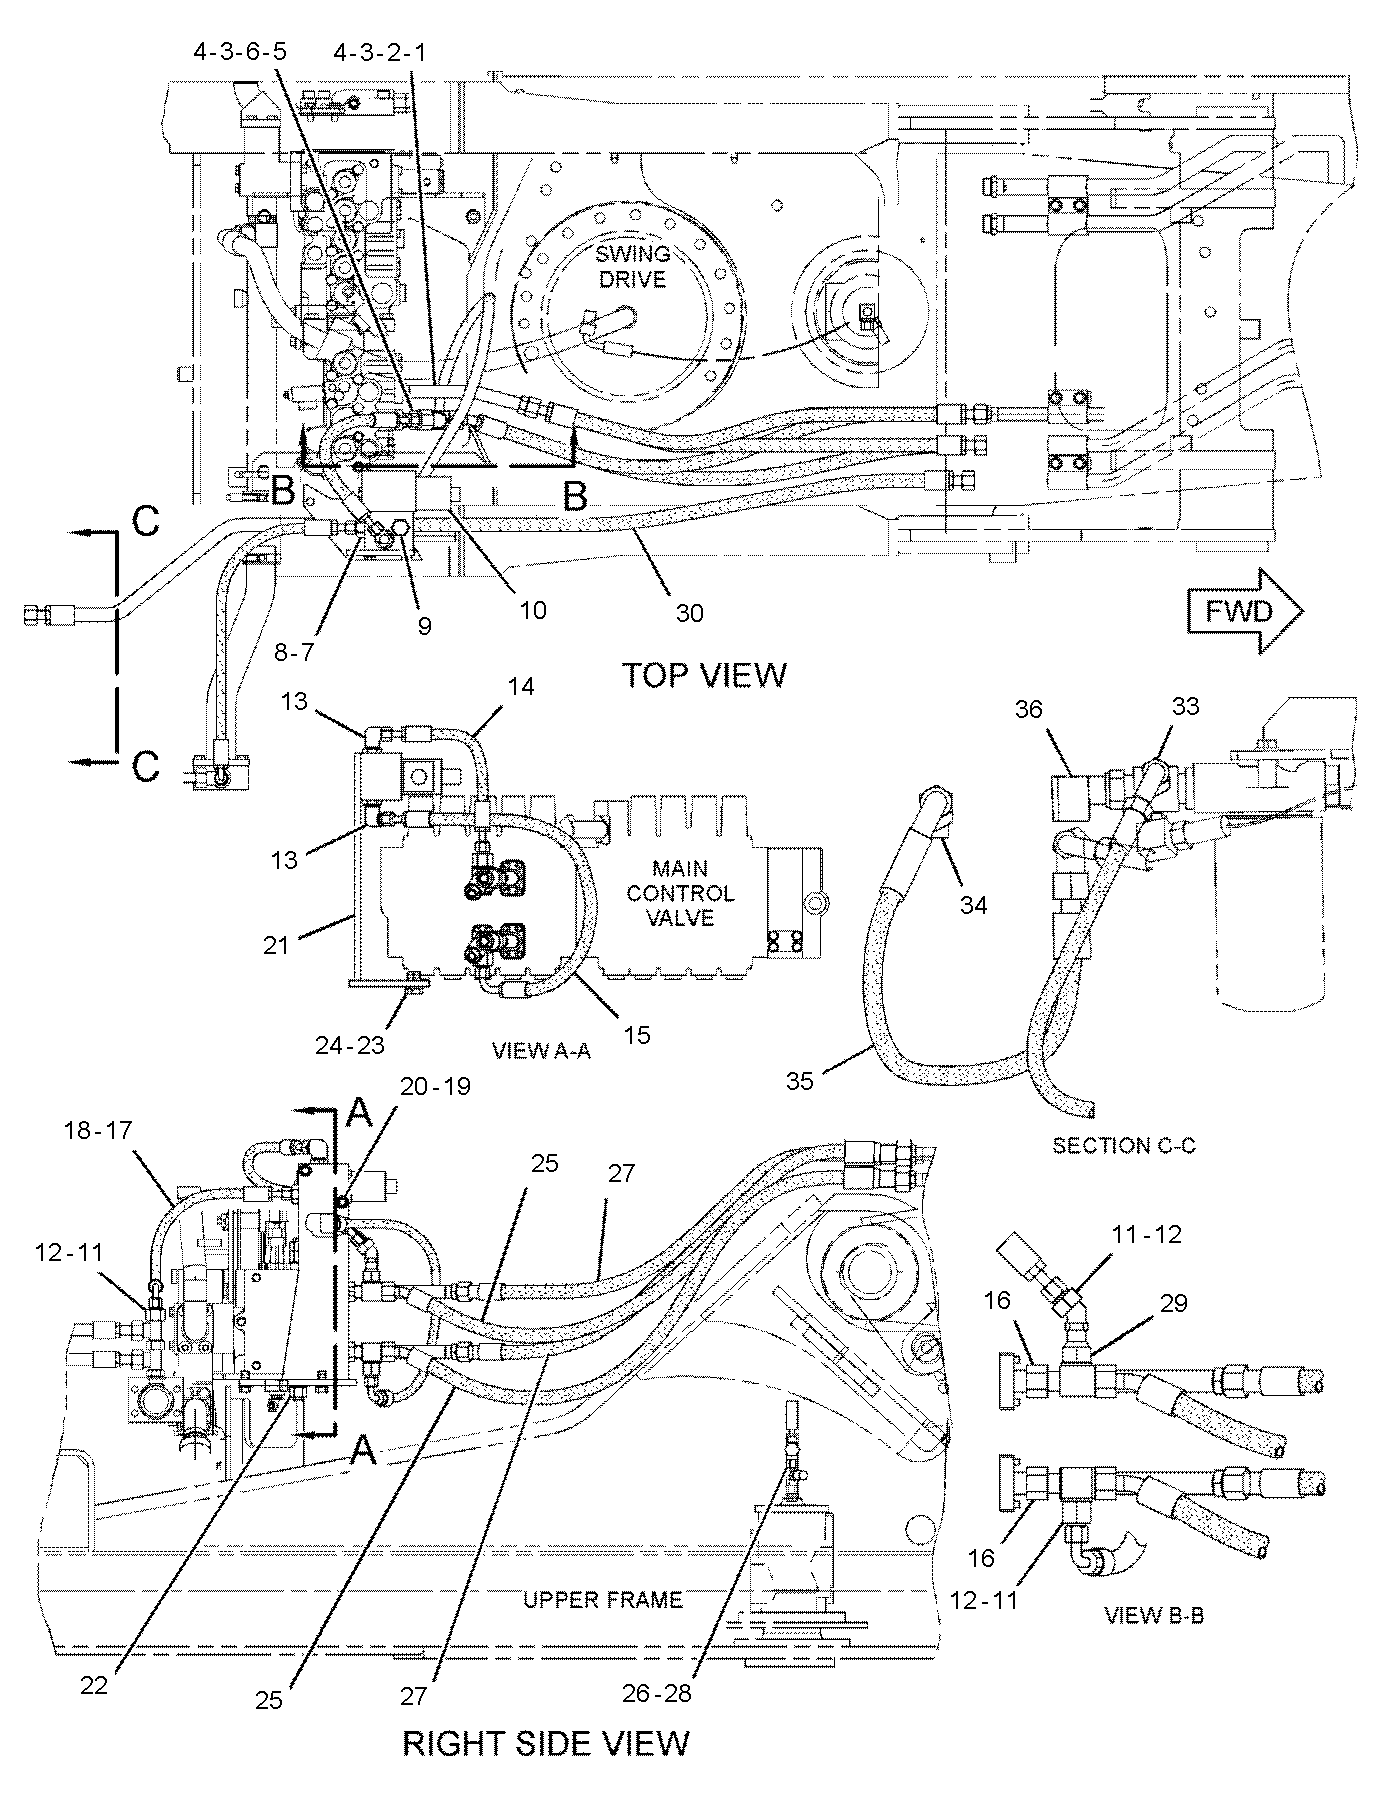 4-3-6-5 4-3-2-1
SWING
DRIVE
B B
C
10 30
9
8-7
FWD
TOP VIEW
C
13 14
36 33
13
MAIN
CONTROL
VALVE
34
21
24-23 15
VIEW A-A
35
20-19
A
18-17
SECTION C-C
25 27
12-11
11-12
16 29
A
16
12-11
UPPER FRAME
VIEW B-B
22 25 27 26-28
RIGHT SIDE VIEW